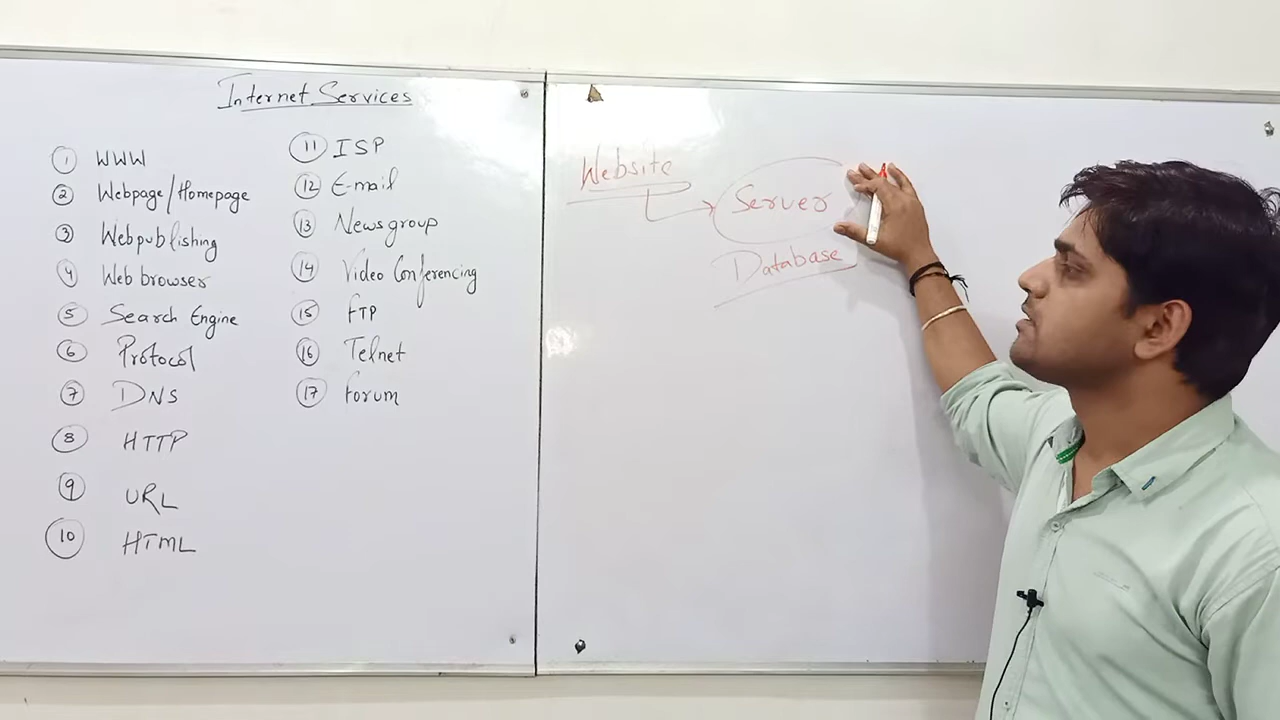 Internet Services
1 WWW
2 Webpage/Homepage
3 Webpublishing
4 Web browser
5 Search Engine
6 Protocol
7 DNS
8 HTTP
9 URL
10 HTML
11 ISP
12 E-mail
13 Newsgroup
14 Video Conferencing
15 FTP
16 Telnet
17 Forum
Website
Server
Database